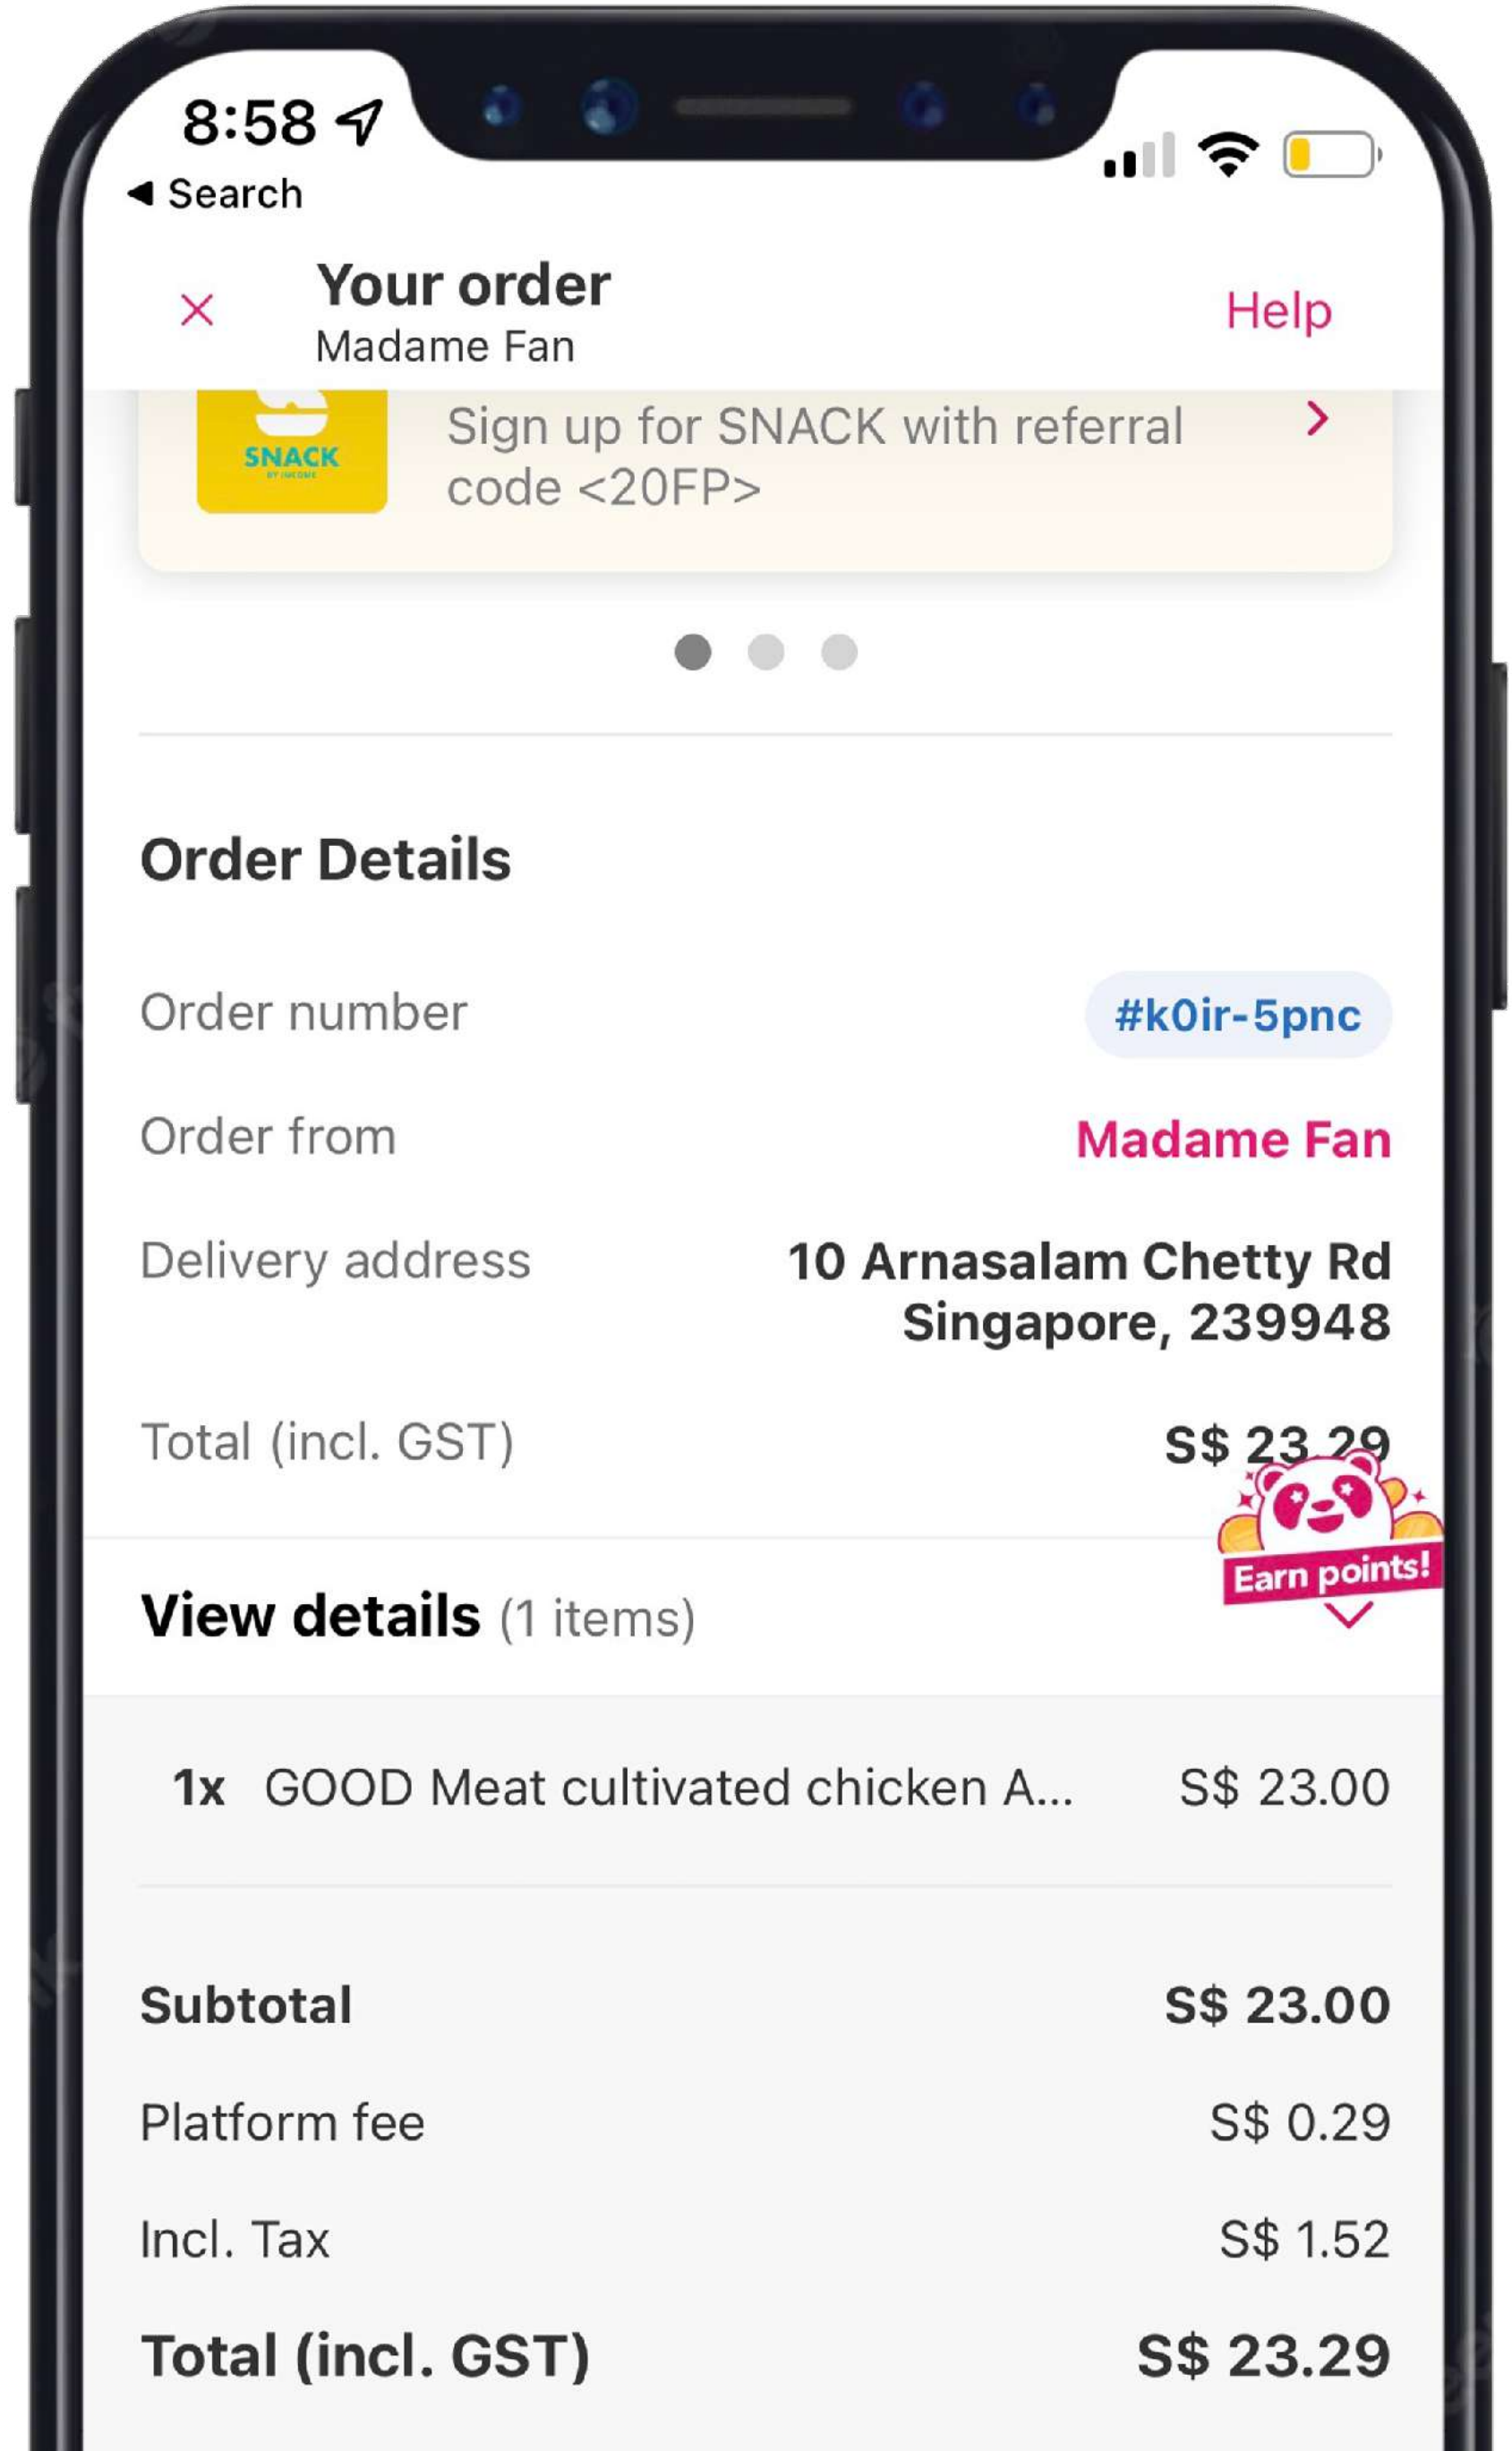 8:58
Search
Your order
Madame Fan
Help
SNACK
BY INCOME
Sign up for SNACK with referral
code <20FP>
Order Details
Order number #k0ir-5pnc
Order from Madame Fan
Delivery address 10 Arnasalam Chetty Rd
Singapore, 239948
Total (incl. GST) S$ 23.29
Earn points!
View details (1 items)
1x GOOD Meat cultivated chicken A... S$ 23.00
Subtotal S$ 23.00
Platform fee S$ 0.29
Incl. Tax S$ 1.52
Total (incl. GST) S$ 23.29